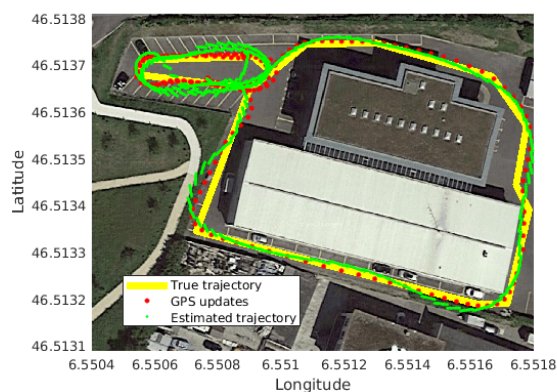 46.5138
46.5137
46.5136
46.5135
46.5134
46.5133
46.5132
46.5131
Latitude
True trajectory
GPS updates
Estimated trajectory
6.5504 6.5506 6.5508 6.551 6.5512 6.5514 6.5516 6.5518
Longitude